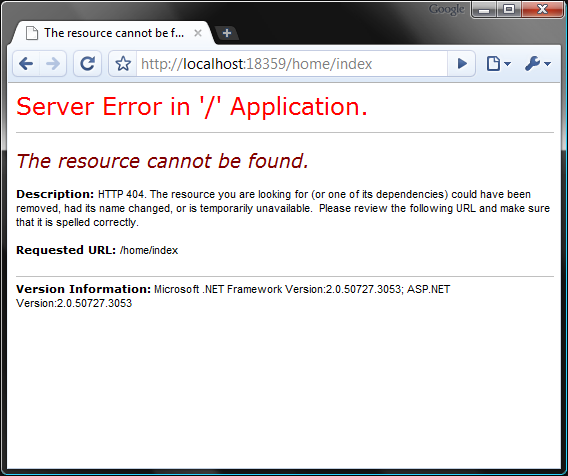 Google
The resource cannot be f...
http://localhost:18359/home/index
Server Error in '/' Application.
The resource cannot be found.
Description: HTTP 404. The resource you are looking for (or one of its dependencies) could have been
removed, had its name changed, or is temporarily unavailable.  Please review the following URL and make sure
that it is spelled correctly.
Requested URL: /home/index
Version Information: Microsoft .NET Framework Version:2.0.50727.3053; ASP.NET
Version:2.0.50727.3053